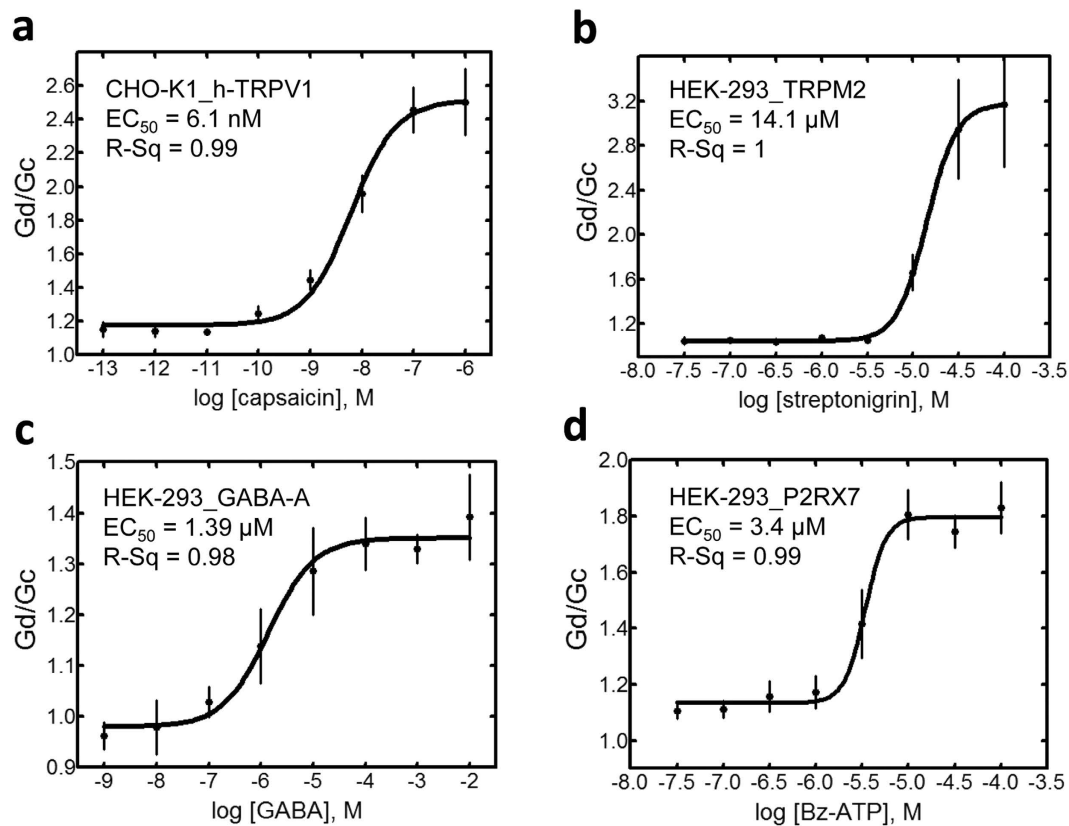 a
CHO-K1_h-TRPV1
EC50 = 6.1 nM
R-Sq = 0.99
Gd/Gc
2.6
2.4
2.2
2.0
1.8
1.6
1.4
1.2
1.0
-13 -12 -11 -10 -9 -8 -7 -6
log [capsaicin], M
b
HEK-293_TRPM2
EC50 = 14.1 µM
R-Sq = 1
Gd/Gc
3.2
2.8
2.4
2.0
1.6
1.2
-8.0 -7.5 -7.0 -6.5 -6.0 -5.5 -5.0 -4.5 -4.0 -3.5
log [streptonigrin], M
c
HEK-293_GABA-A
EC50 = 1.39 µM
R-Sq = 0.98
Gd/Gc
1.5
1.4
1.3
1.2
1.1
1.0
0.9
-9 -8 -7 -6 -5 -4 -3 -2
log [GABA], M
d
HEK-293_P2RX7
EC50 = 3.4 µM
R-Sq = 0.99
Gd/Gc
2.0
1.8
1.6
1.4
1.2
1.0
-8.0 -7.5 -7.0 -6.5 -6.0 -5.5 -5.0 -4.5 -4.0 -3.5
log [Bz-ATP], M